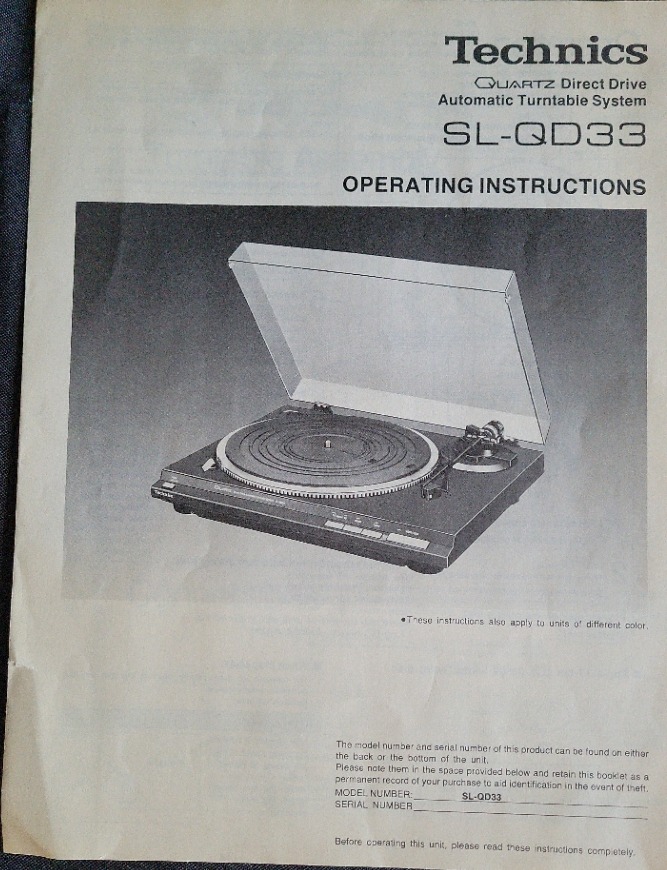 Technics
QUARTZ Direct Drive
Automatic Turntable System
SL-QD33
OPERATING INSTRUCTIONS
Technics
•These instructions also apply to units of different color.
The model number and serial number of this product can be found on either
the back or the bottom of the unit.
Please note them in the space provided below and retain this booklet as a
permanent record of your purchase to aid identification in the event of theft.
MODEL NUMBER: SL-QD33
SERIAL NUMBER
Before operating this unit, please read these instructions completely.